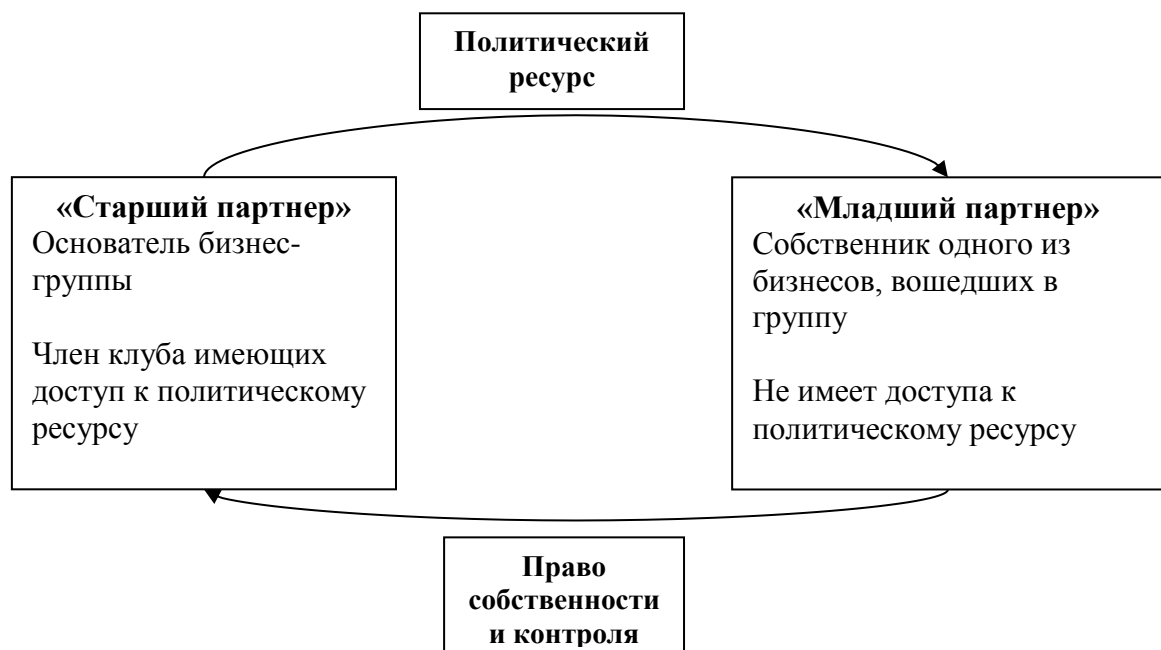 Политический
ресурс
«Старший партнер»
Основатель бизнес-
группы
Член клуба имеющих
доступ к политическому
ресурсу
«Младший партнер»
Собственник одного из
бизнесов, вошедших в
группу
Не имеет доступа к
политическому ресурсу
Право
собственности
и контроля